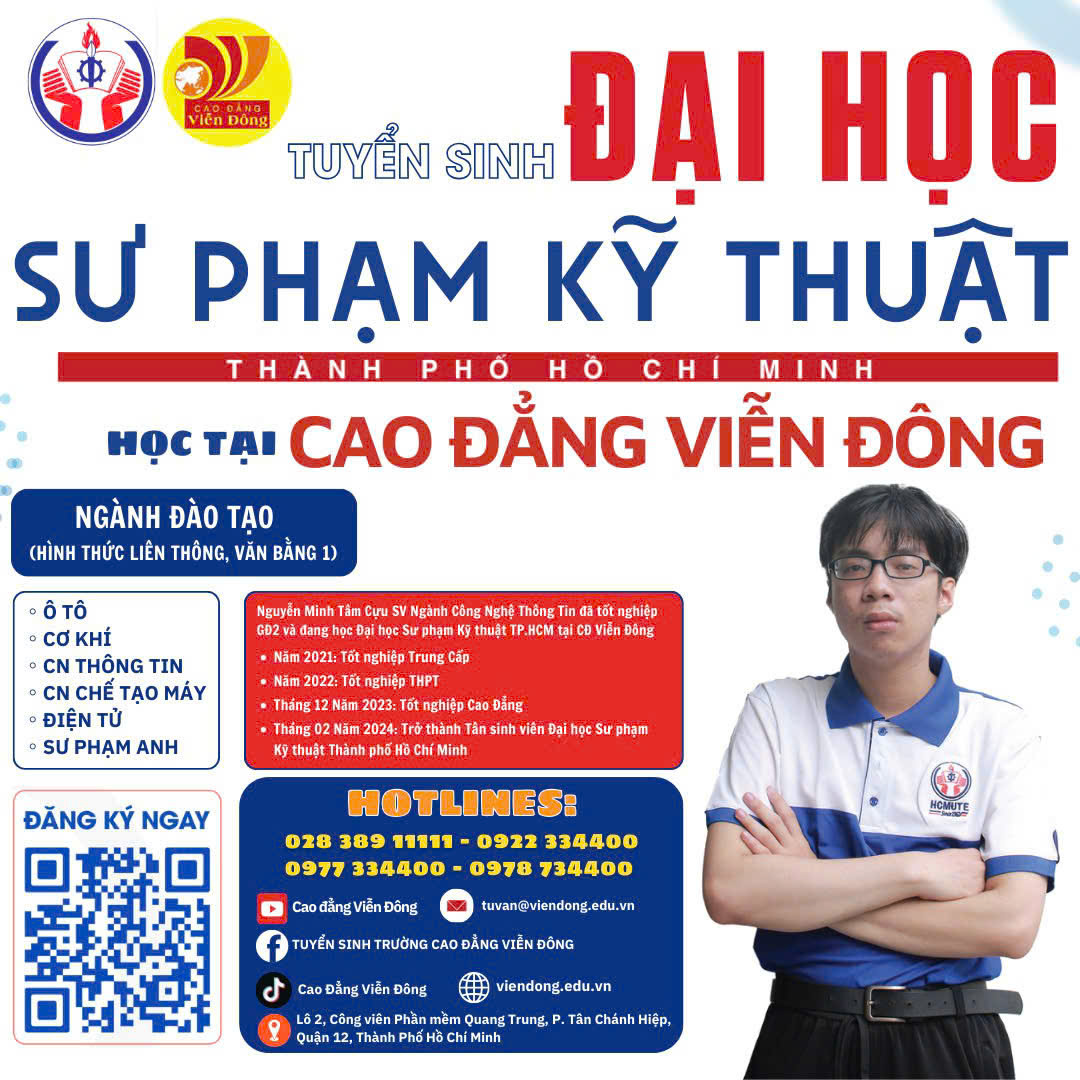 CAO ĐẲNG
Viễn Đông
TUYỂN SINH ĐẠI HỌC
SƯ PHẠM KỸ THUẬT
THÀNH PHỐ HỒ CHÍ MINH
HỌC TẠI CAO ĐẲNG VIỄN ĐÔNG
NGÀNH ĐÀO TẠO
(HÌNH THỨC LIÊN THÔNG, VĂN BẰNG 1)
◦ Ô TÔ
◦ CƠ KHÍ
◦ CN THÔNG TIN
◦ CN CHẾ TẠO MÁY
◦ ĐIỆN TỬ
◦ SƯ PHẠM ANH
Nguyễn Minh Tâm Cựu SV Ngành Công Nghệ Thông Tin đã tốt nghiệp
GĐ2 và đang học Đại học Sư phạm Kỹ thuật TP.HCM tại CĐ Viễn Đông
• Năm 2021: Tốt nghiệp Trung Cấp
• Năm 2022: Tốt nghiệp THPT
• Tháng 12 Năm 2023: Tốt nghiệp Cao Đẳng
• Tháng 02 Năm 2024: Trở thành Tân sinh viên Đại học Sư phạm
Kỹ thuật Thành phố Hồ Chí Minh
HCMUTE
ĐĂNG KÝ NGAY
HOTLINES:
028 389 11111 - 0922 334400
0977 334400 - 0978 734400
Cao đẳng Viễn Đông
tuvan@viendong.edu.vn
TUYỂN SINH TRƯỜNG CAO ĐẲNG VIỄN ĐÔNG
Cao Đẳng Viễn Đông
viendong.edu.vn
Lô 2, Công viên Phần mềm Quang Trung, P. Tân Chánh Hiệp,
Quận 12, Thành Phố Hồ Chí Minh